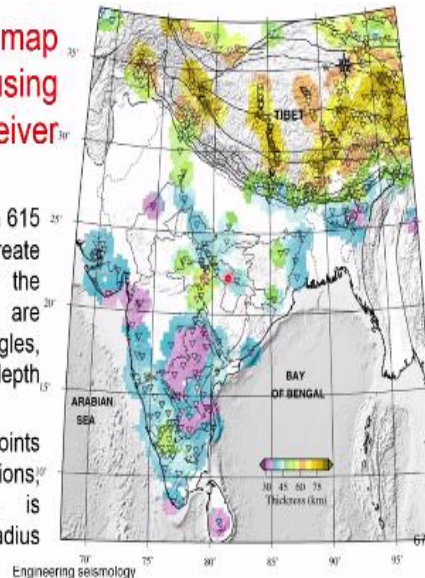 map
using
eiver
615
reate
the
are
gles,
depth
oints
ions,
is
adius
Engineering seismology
35°
30°
25°
20°
15°
10°
TIBET
ARABIAN
SEA
BAY
OF BENGAL
30 45 60 75
Thickness (km)
70° 75° 80° 85° 90° 95°
67